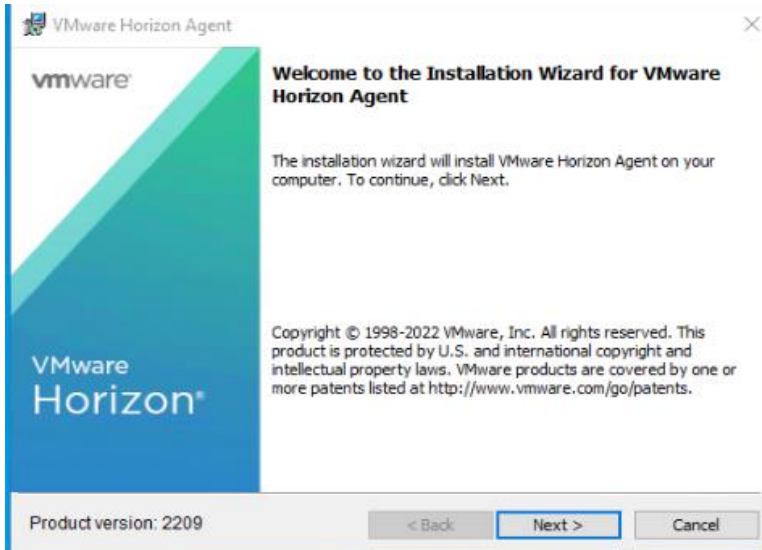 VMware Horizon Agent
vmware
Welcome to the Installation Wizard for VMware
Horizon Agent
The installation wizard will install VMware Horizon Agent on your
computer. To continue, click Next.
Copyright © 1998-2022 VMware, Inc. All rights reserved. This
product is protected by U.S. and international copyright and
intellectual property laws. VMware products are covered by one or
more patents listed at http://www.vmware.com/go/patents.
VMware
Horizon®
Product version: 2209
< Back
Next >
Cancel